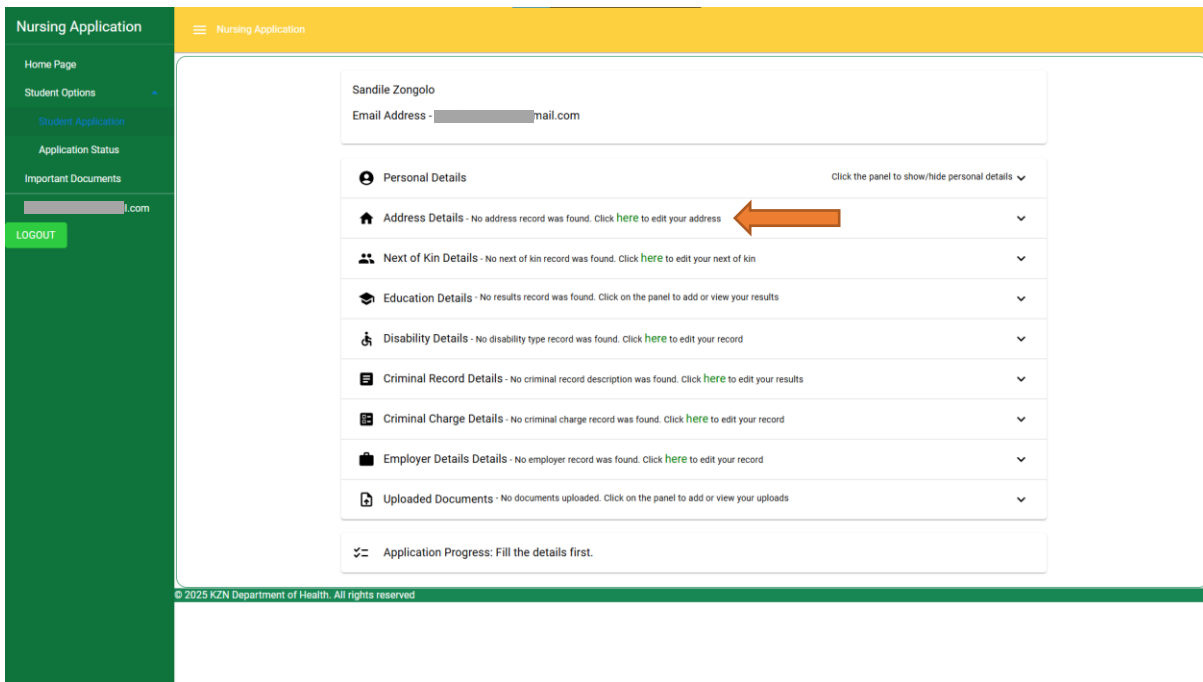 Nursing Application
Nursing Application
Home Page
Student Options
Student Application
Application Status
Important Documents
l.com
LOGOUT
Sandile Zongolo
Email Address - mail.com
Personal Details Click the panel to show/hide personal details
Address Details - No address record was found. Click here to edit your address
Next of Kin Details - No next of kin record was found. Click here to edit your next of kin
Education Details - No results record was found. Click on the panel to add or view your results
Disability Details - No disability type record was found. Click here to edit your record
Criminal Record Details - No criminal record description was found. Click here to edit your results
Criminal Charge Details - No criminal charge record was found. Click here to edit your record
Employer Details Details - No employer record was found. Click here to edit your record
Uploaded Documents - No documents uploaded. Click on the panel to add or view your uploads
Application Progress: Fill the details first.
© 2025 KZN Department of Health. All rights reserved